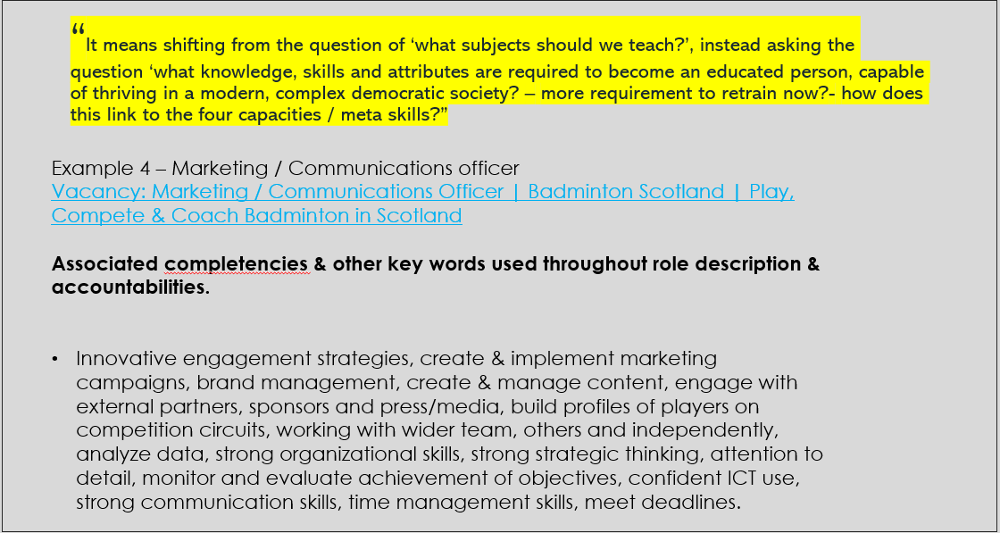 “It means shifting from the question of ‘what subjects should we teach?’, instead asking the
question ‘what knowledge, skills and attributes are required to become an educated person, capable
of thriving in a modern, complex democratic society? – more requirement to retrain now?- how does
this link to the four capacities / meta skills?”
Example 4 – Marketing / Communications officer
Vacancy: Marketing / Communications Officer | Badminton Scotland | Play,
Compete & Coach Badminton in Scotland
Associated completencies & other key words used throughout role description &
accountabilities.
• Innovative engagement strategies, create & implement marketing
campaigns, brand management, create & manage content, engage with
external partners, sponsors and press/media, build profiles of players on
competition circuits, working with wider team, others and independently,
analyze data, strong organizational skills, strong strategic thinking, attention to
detail, monitor and evaluate achievement of objectives, confident ICT use,
strong communication skills, time management skills, meet deadlines.